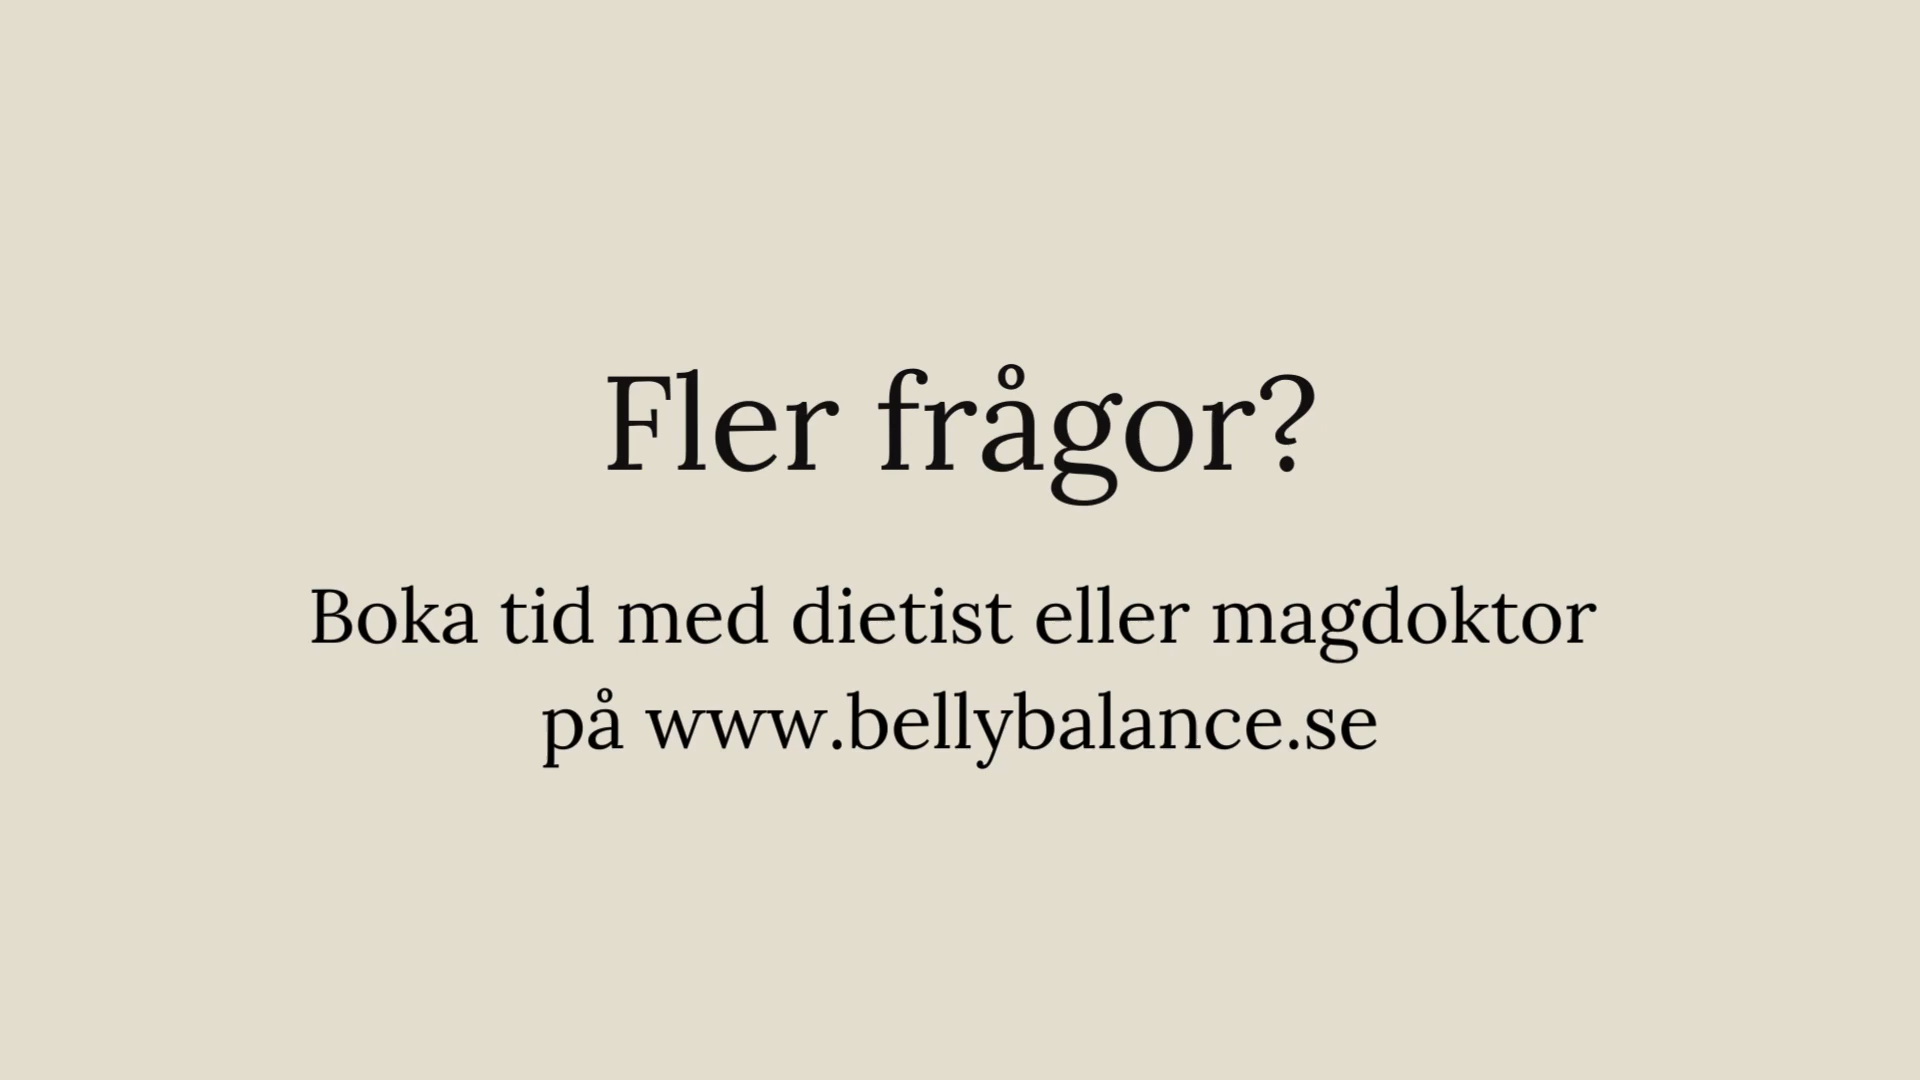 Fler frågor?
Boka tid med dietist eller magdoktor
på www.bellybalance.se